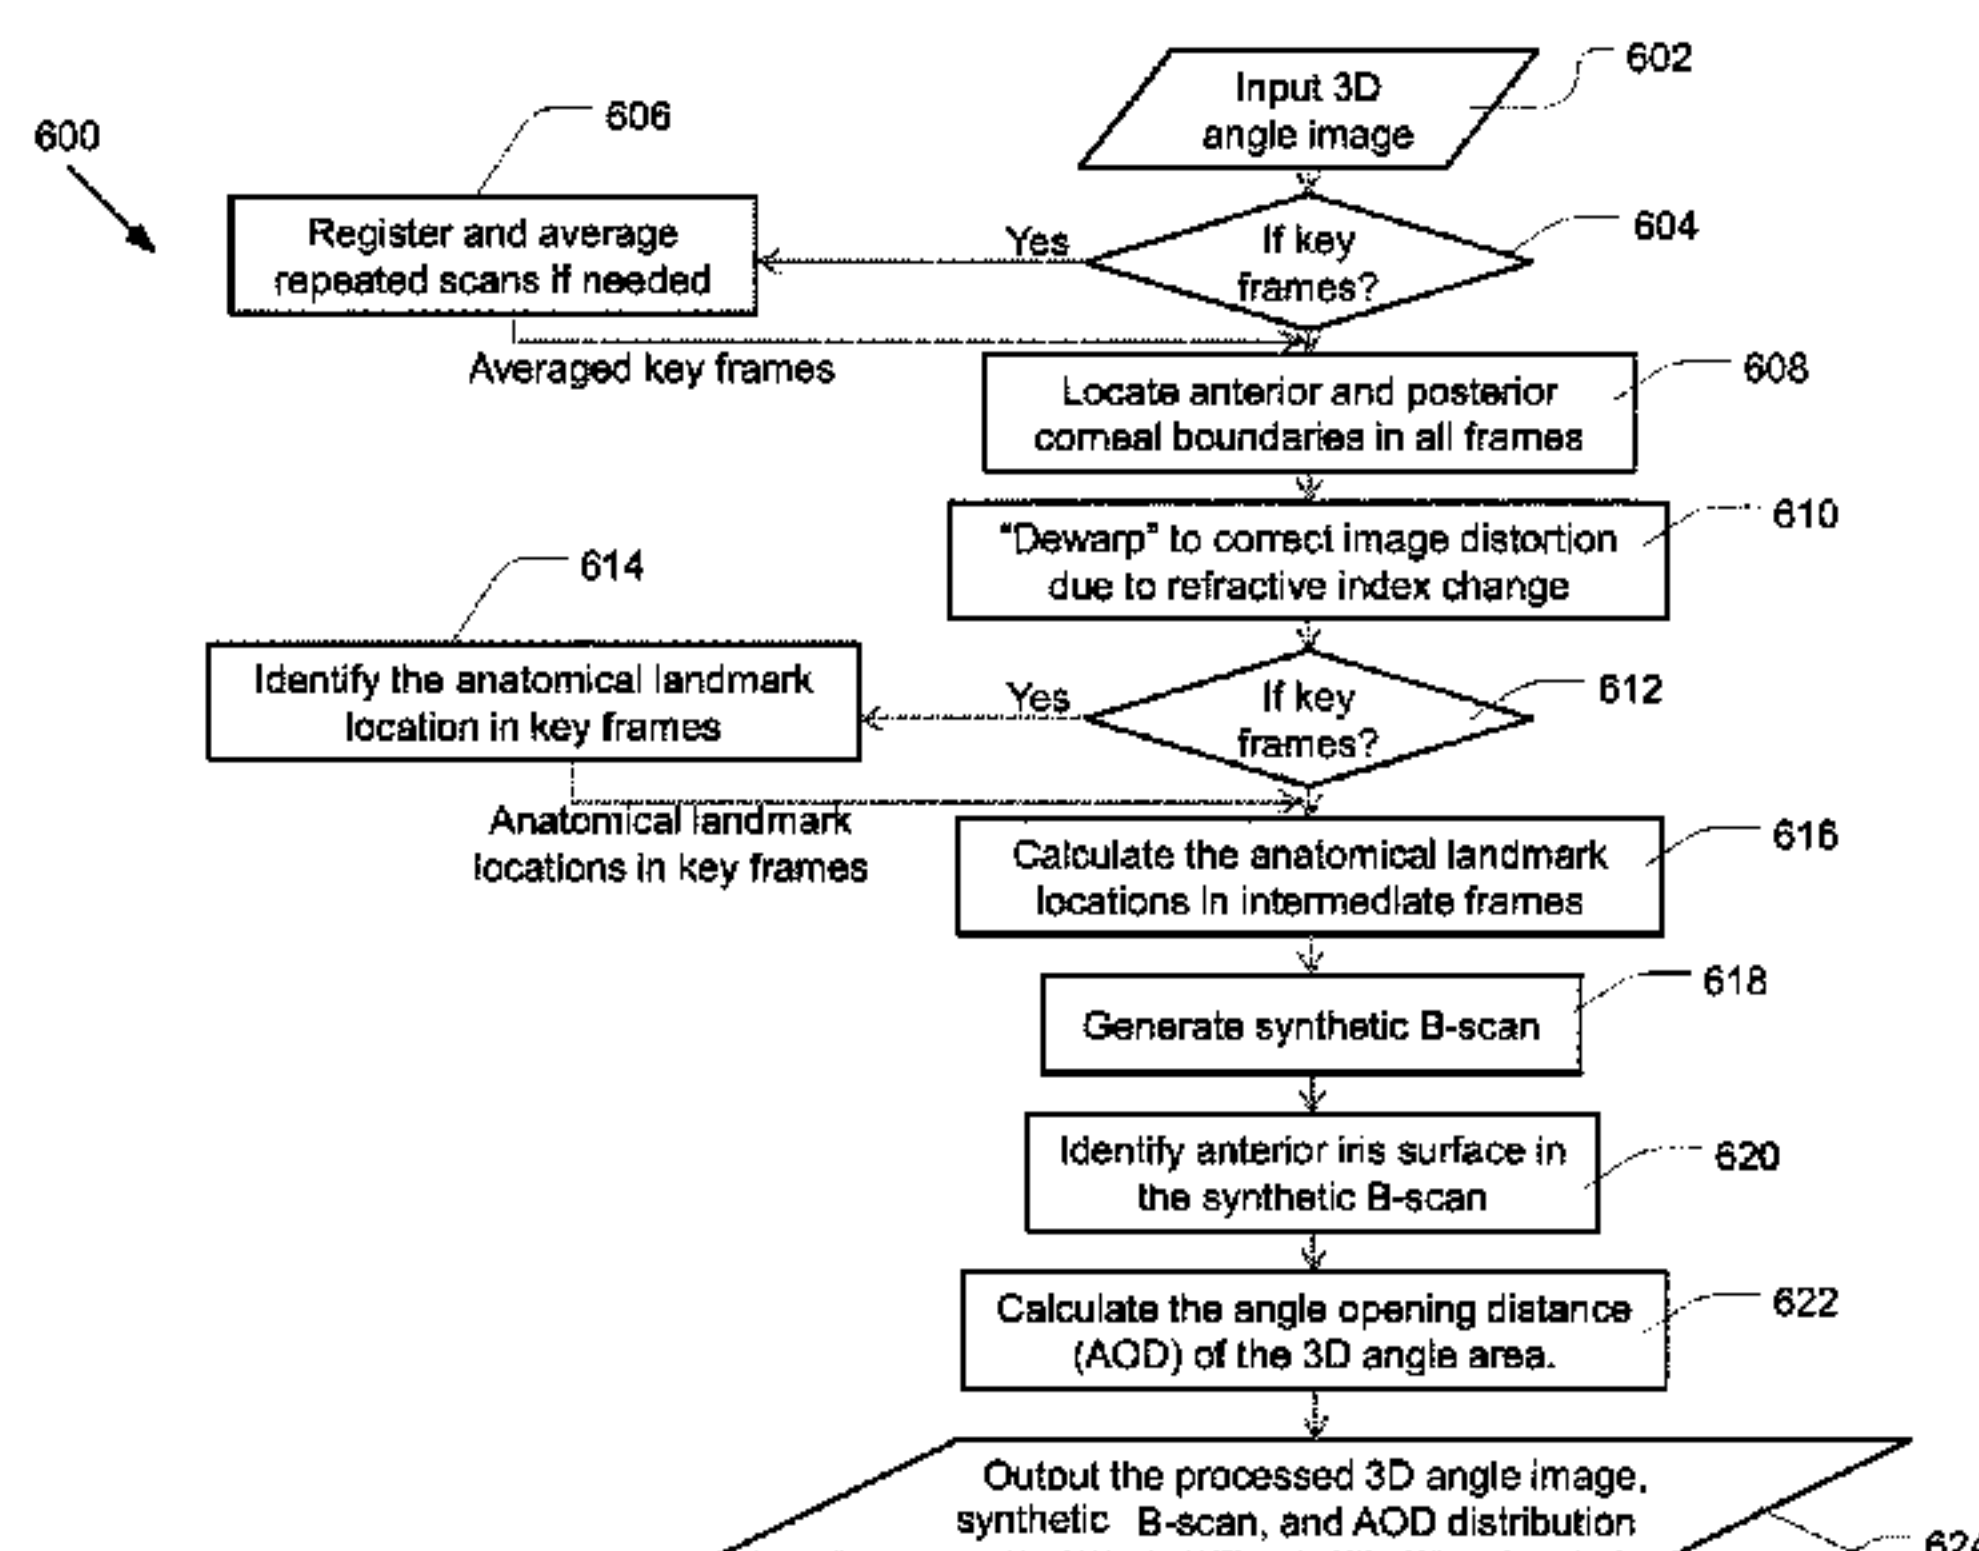 600
602
Input 3D
angle image
604
If key
frames?
Yes
606
Register and average
repeated scans if needed
Averaged key frames
608
Locate anterior and posterior
corneal boundaries in all frames
610
"Dewarp" to correct image distortion
due to refractive index change
612
If key
frames?
Yes
614
Identify the anatomical landmark
location in key frames
Anatomical landmark
locations in key frames
616
Calculate the anatomical landmark
locations in intermediate frames
618
Generate synthetic B-scan
620
Identify anterior iris surface in
the synthetic B-scan
622
Calculate the angle opening distance
(AOD) of the 3D angle area.
Output the processed 3D angle image,
synthetic B-scan, and AOD distribution